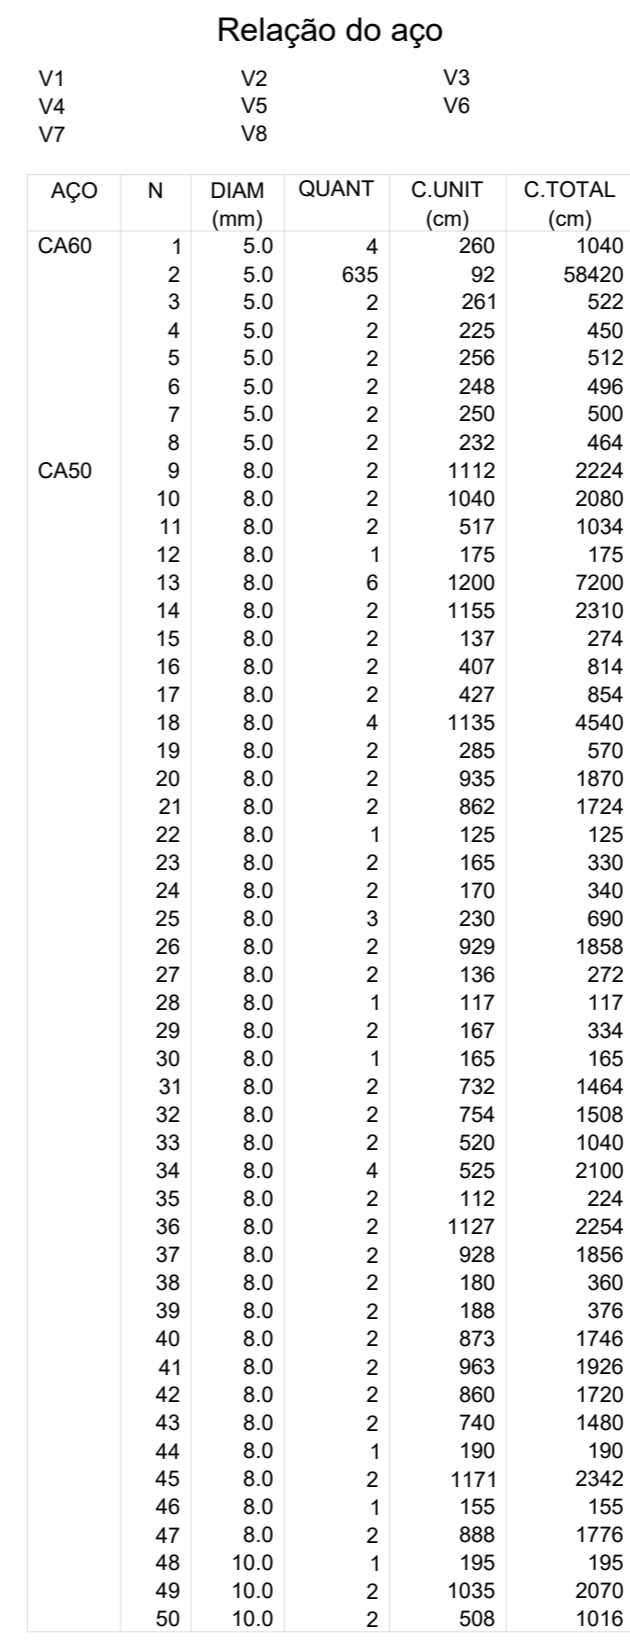 Relação do aço
V1 V2 V3
V4 V5 V6
V7 V8
AÇO N DIAM QUANT C.UNIT C.TOTAL
(mm) (cm) (cm)
CA60 1 5.0 4 260 1040
2 5.0 635 92 58420
3 5.0 2 261 522
4 5.0 2 225 450
5 5.0 2 256 512
6 5.0 2 248 496
7 5.0 2 250 500
8 5.0 2 232 464
CA50 9 8.0 2 1112 2224
10 8.0 2 1040 2080
11 8.0 2 517 1034
12 8.0 1 175 175
13 8.0 6 1200 7200
14 8.0 2 1155 2310
15 8.0 2 137 274
16 8.0 2 407 814
17 8.0 2 427 854
18 8.0 4 1135 4540
19 8.0 2 285 570
20 8.0 2 935 1870
21 8.0 2 862 1724
22 8.0 1 125 125
23 8.0 2 165 330
24 8.0 2 170 340
25 8.0 3 230 690
26 8.0 2 929 1858
27 8.0 2 136 272
28 8.0 1 117 117
29 8.0 2 167 334
30 8.0 1 165 165
31 8.0 2 732 1464
32 8.0 2 754 1508
33 8.0 2 520 1040
34 8.0 4 525 2100
35 8.0 2 112 224
36 8.0 2 1127 2254
37 8.0 2 928 1856
38 8.0 2 180 360
39 8.0 2 188 376
40 8.0 2 873 1746
41 8.0 2 963 1926
42 8.0 2 860 1720
43 8.0 2 740 1480
44 8.0 1 190 190
45 8.0 2 1171 2342
46 8.0 1 155 155
47 8.0 2 888 1776
48 10.0 1 195 195
49 10.0 2 1035 2070
50 10.0 2 508 1016